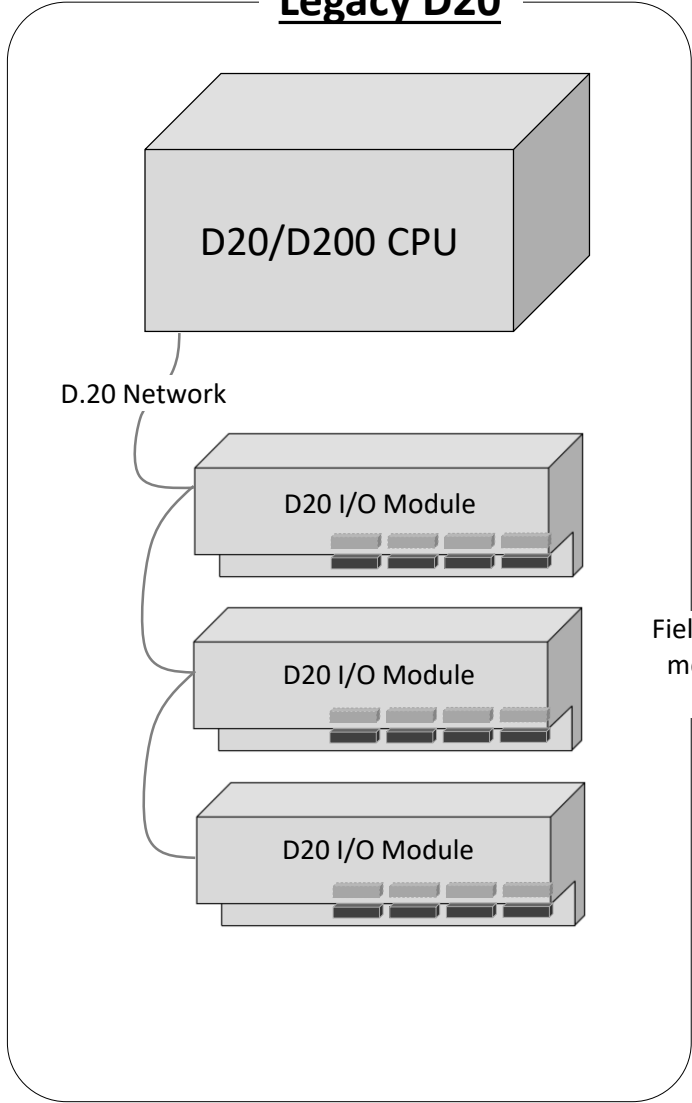 Legacy D20
D20/D200 CPU
D.20 Network
D20 I/O Module
D20 I/O Module
D20 I/O Module